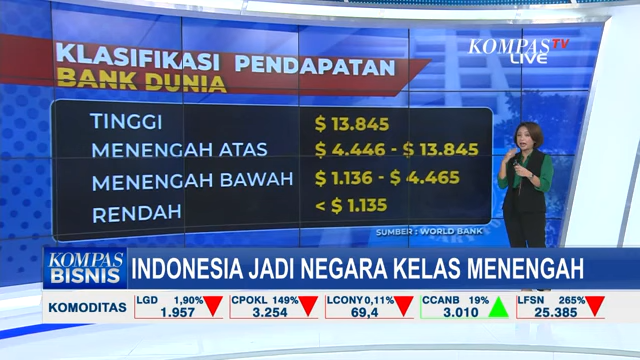 KLASIFIKASI PENDAPATAN
BANK DUNIA
KOMPAS TV
LIVE
TINGGI $ 13.845
MENENGAH ATAS $ 4.446 - $ 13.845
MENENGAH BAWAH $ 1.136 - $ 4.465
RENDAH < $ 1.135
SUMBER : WORLD BANK
KOMPAS
BISNIS
INDONESIA JADI NEGARA KELAS MENENGAH
KOMODITAS
LGD 1,90%
1.957
CPOKL 149%
3.254
LCONY 0,11%
69,4
CCANB 19%
3.010
LFSN 265%
25.385